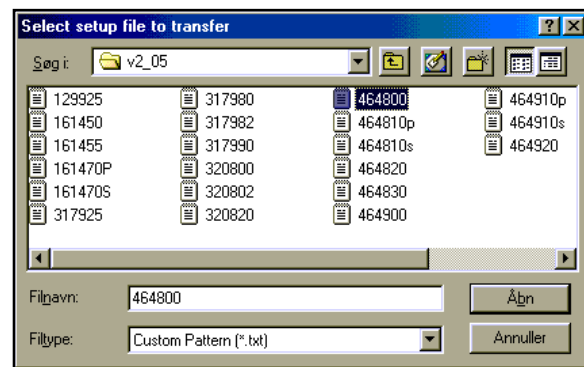 Select setup file to transfer
Søg i: v2_05
129925 317980 464800 464910p
161450 317982 464810p 464910s
161455 317990 464810s 464920
161470P 320800 464820
161470S 320802 464830
317925 320820 464900
Filnavn: 464800 Åbn
Filtype: Custom Pattern (*.txt) Annuller